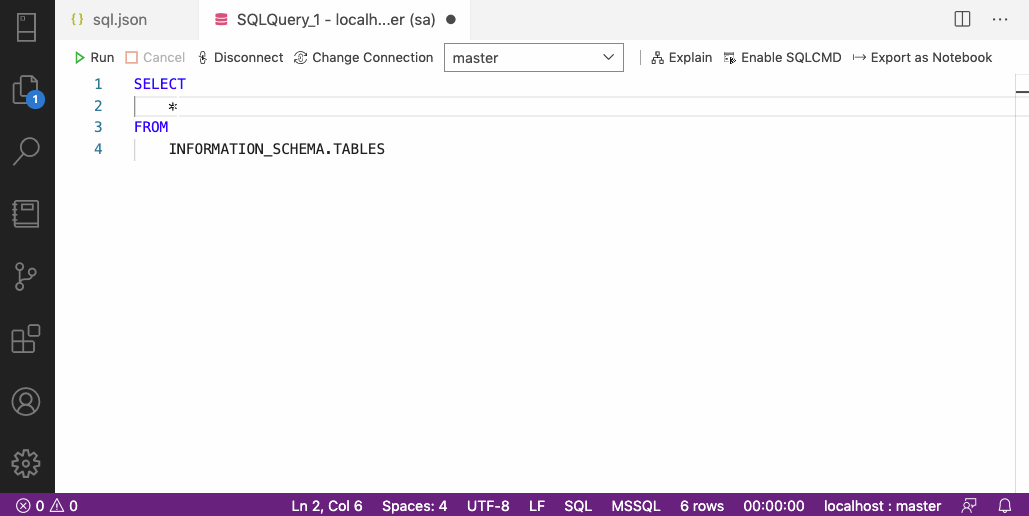 {} sql.json SQLQuery_1 - localh...er (sa) ● ···
Run Cancel Disconnect Change Connection master Explain Enable SQLCMD Export as Notebook
1 SELECT
2 *
3 FROM
4 INFORMATION_SCHEMA.TABLES
1
0 0 Ln 2, Col 6 Spaces: 4 UTF-8 LF SQL MSSQL 6 rows 00:00:00 localhost : master